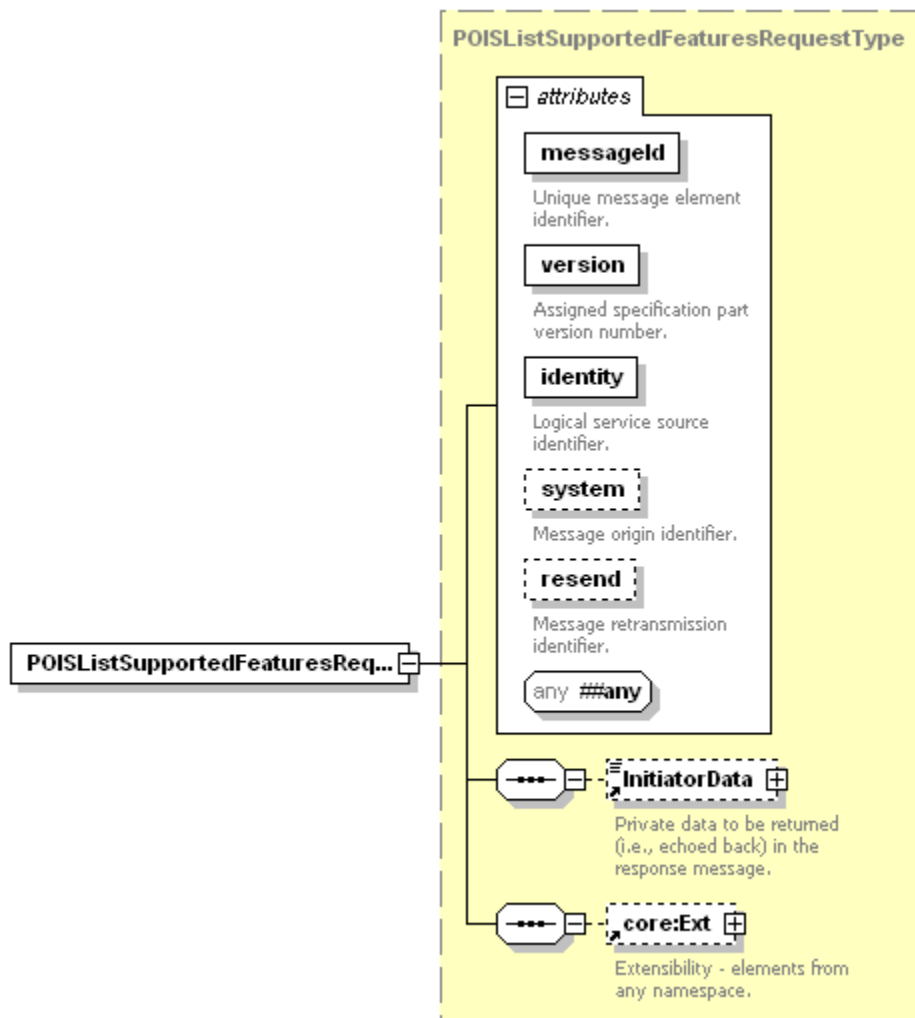 POISListSupportedFeaturesRequestType
attributes
messageId
Unique message element
identifier.
version
Assigned specification part
version number.
identity
Logical service source
identifier.
system
Message origin identifier.
resend
Message retransmission
identifier.
POISListSupportedFeaturesReq...
any ##any
InitiatorData
Private data to be returned
(i.e., echoed back) in the
response message.
core:Ext
Extensibility - elements from
any namespace.